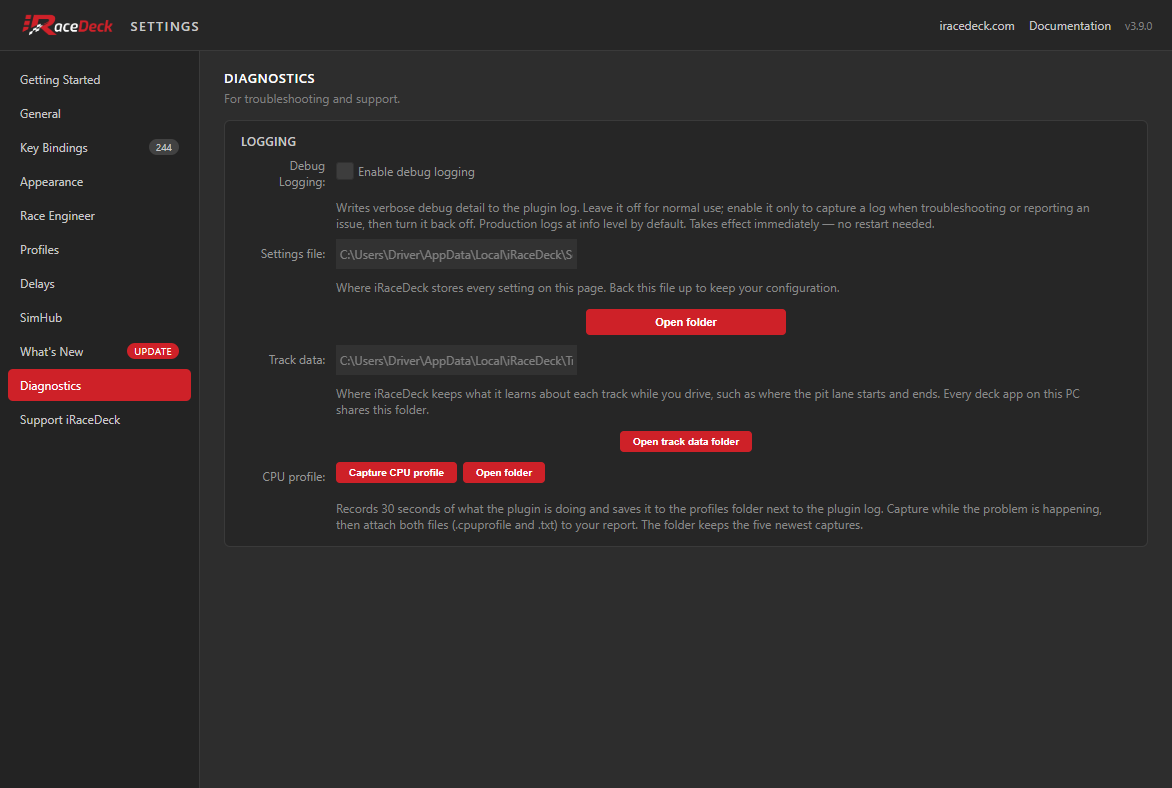 iRaceDeck SETTINGS iracedeck.com Documentation v3.9.0
Getting Started
General
Key Bindings 244
Appearance
Race Engineer
Profiles
Delays
SimHub
What's New UPDATE
Diagnostics
Support iRaceDeck
DIAGNOSTICS
For troubleshooting and support.
LOGGING
Debug
Logging:
Enable debug logging
Writes verbose debug detail to the plugin log. Leave it off for normal use; enable it only to capture a log when troubleshooting or reporting an
issue, then turn it back off. Production logs at info level by default. Takes effect immediately — no restart needed.
Settings file: C:\Users\Driver\AppData\Local\iRaceDeck\S
Where iRaceDeck stores every setting on this page. Back this file up to keep your configuration.
Open folder
Track data: C:\Users\Driver\AppData\Local\iRaceDeck\Tr
Where iRaceDeck keeps what it learns about each track while you drive, such as where the pit lane starts and ends. Every deck app on this PC
shares this folder.
Open track data folder
CPU profile: Capture CPU profile Open folder
Records 30 seconds of what the plugin is doing and saves it to the profiles folder next to the plugin log. Capture while the problem is happening,
then attach both files (.cpuprofile and .txt) to your report. The folder keeps the five newest captures.